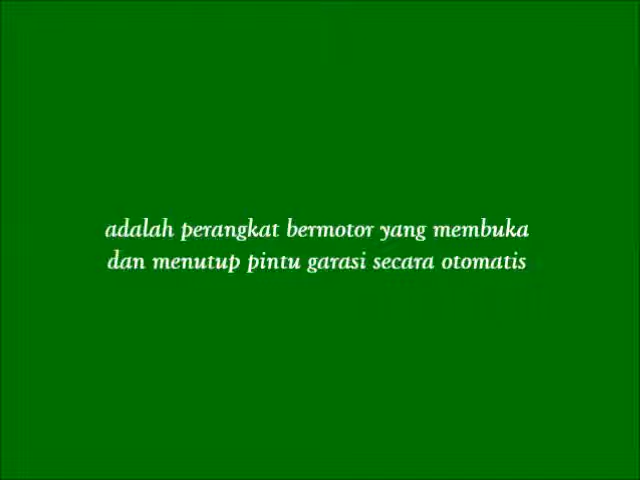 adalah perangkat bermotor yang membuka
dan menutup pintu garasi secara otomatis